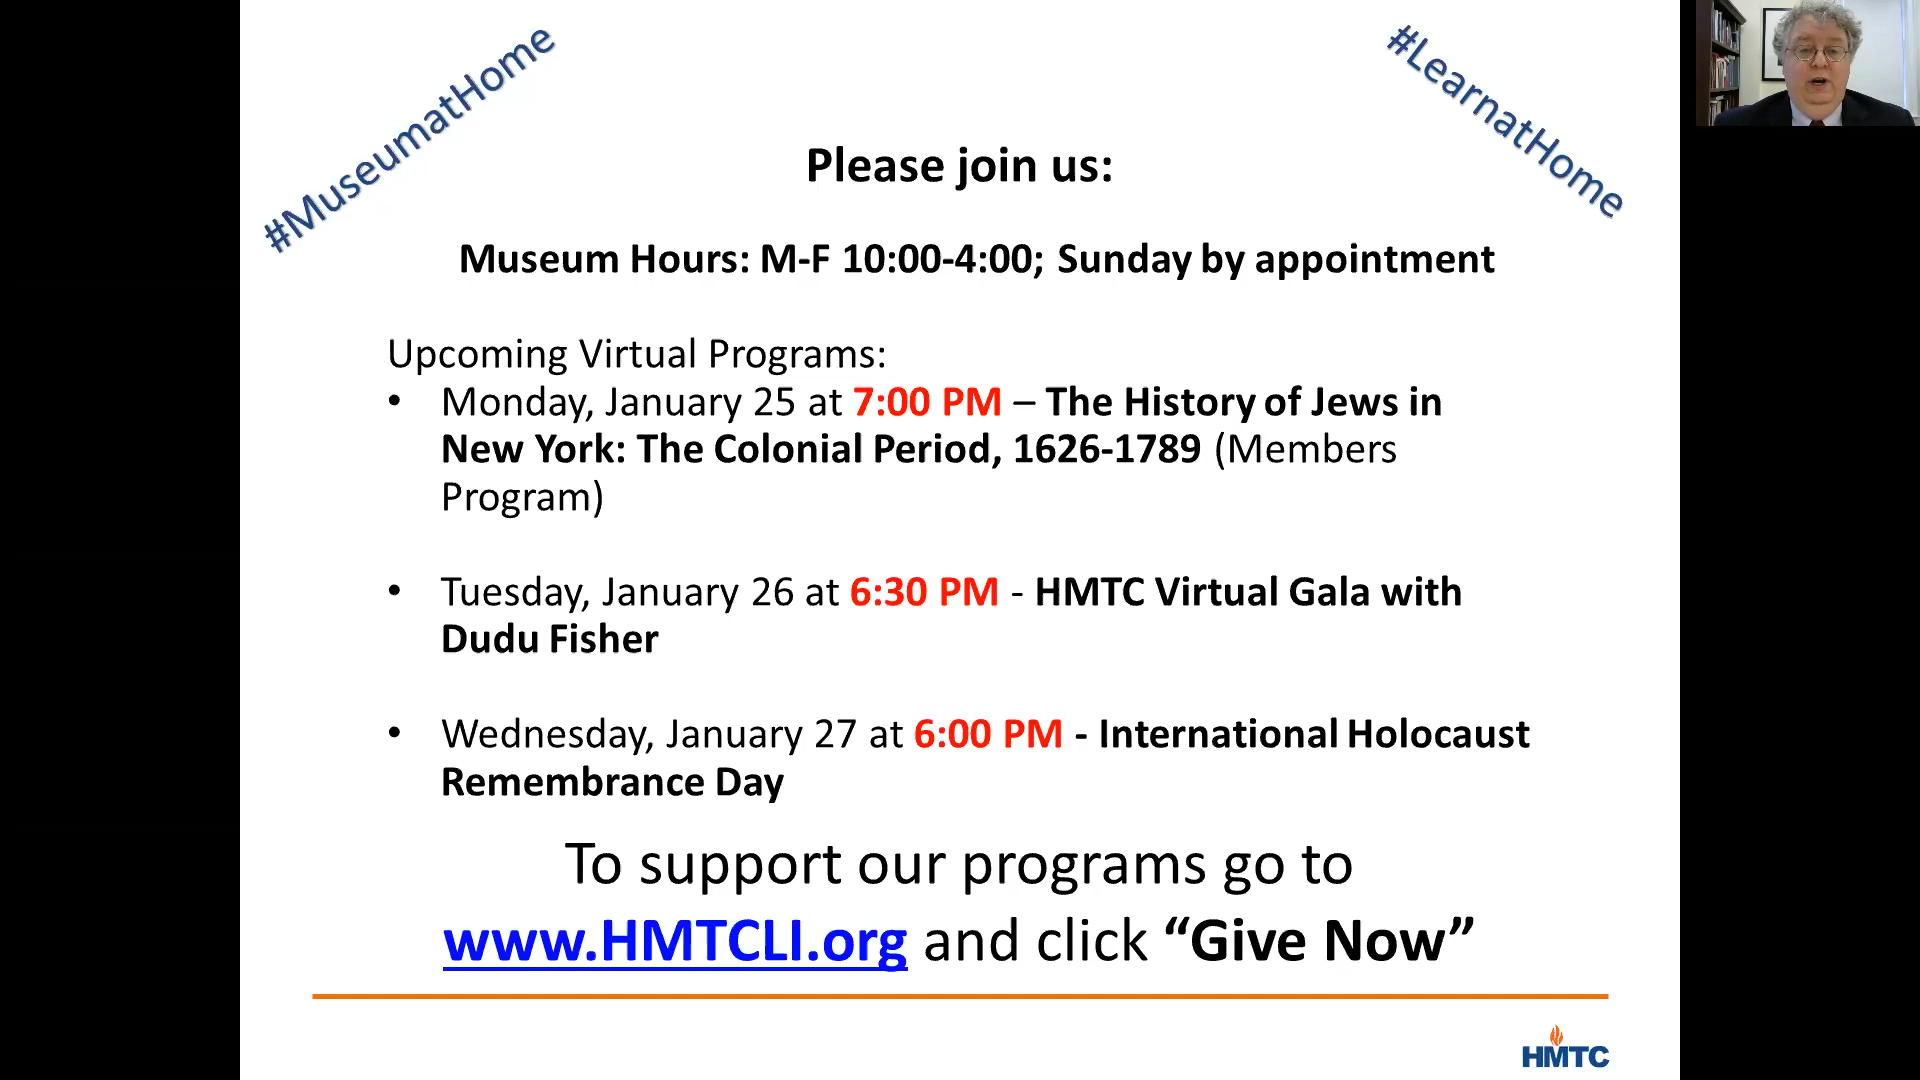 #MuseumatHome
#LearnatHome
Please join us:
Museum Hours: M-F 10:00-4:00; Sunday by appointment
Upcoming Virtual Programs:
• Monday, January 25 at 7:00 PM – The History of Jews in
New York: The Colonial Period, 1626-1789 (Members
Program)
• Tuesday, January 26 at 6:30 PM - HMTC Virtual Gala with
Dudu Fisher
• Wednesday, January 27 at 6:00 PM - International Holocaust
Remembrance Day
To support our programs go to
www.HMTCLI.org and click “Give Now”
HMTC